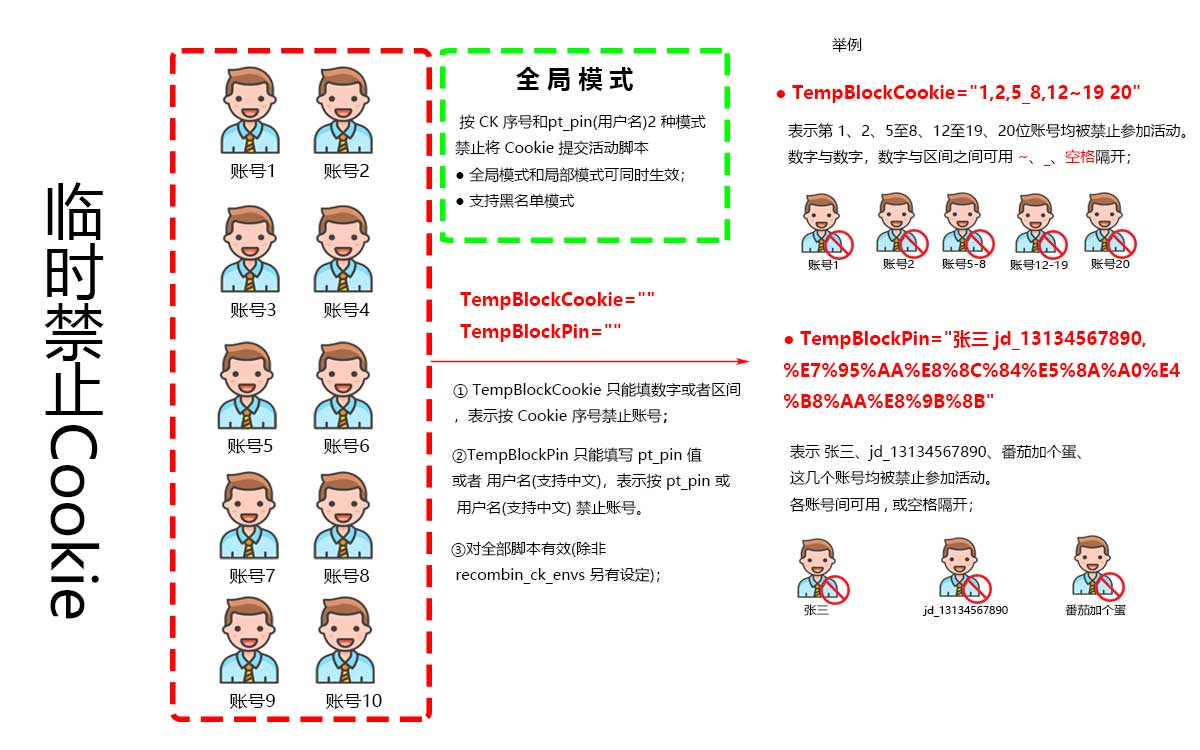 临时禁止Cookie
账号1
账号2
账号3
账号4
账号5
账号6
账号7
账号8
账号9
账号10
全局模式
按 CK 序号和pt_pin(用户名)2 种模式
禁止将 Cookie 提交活动脚本
● 全局模式和局部模式可同时生效；
● 支持黑名单模式
TempBlockCookie=""
TempBlockPin=""
① TempBlockCookie 只能填数字或者区间
，表示按 Cookie 序号禁止账号；
②TempBlockPin 只能填写 pt_pin 值
或者 用户名(支持中文)，表示按 pt_pin 或
用户名(支持中文) 禁止账号。
③对全部脚本有效(除非
recombin_ck_envs 另有设定)；
举例
● TempBlockCookie="1,2,5_8,12~19 20"
表示第 1、2、5至8、12至19、20位账号均被禁止参加活动。
数字与数字，数字与区间之间可用 ~、_、空格隔开；
账号1
账号2
账号5-8
账号12-19
账号20
● TempBlockPin="张三 jd_13134567890,
%E7%95%AA%E8%8C%84%E5%8A%A0%E4
%B8%AA%E8%9B%8B"
表示 张三、jd_13134567890、番茄加个蛋、
这几个账号均被禁止参加活动。
各账号间可用 , 或空格隔开；
张三
jd_13134567890
番茄加个蛋